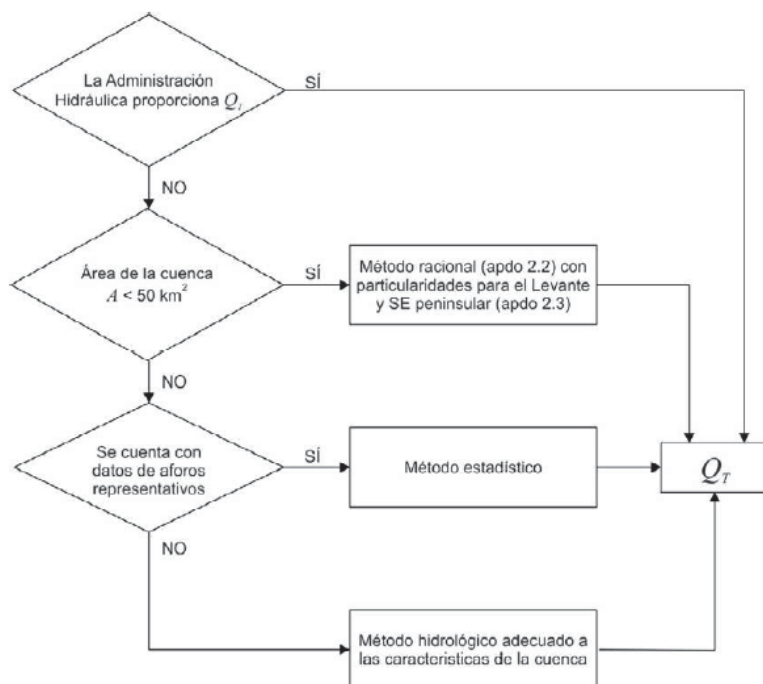 La Administración
Hidráulica proporciona Q_T
SÍ
NO
Área de la cuenca
A < 50 km²
SÍ
Método racional (apdo 2.2) con
particularidades para el Levante
y SE peninsular (apdo 2.3)
NO
Se cuenta con
datos de aforos
representativos
SÍ
Método estadístico
Q_T
NO
Método hidrológico adecuado a
las caracteristicas de la cuenca